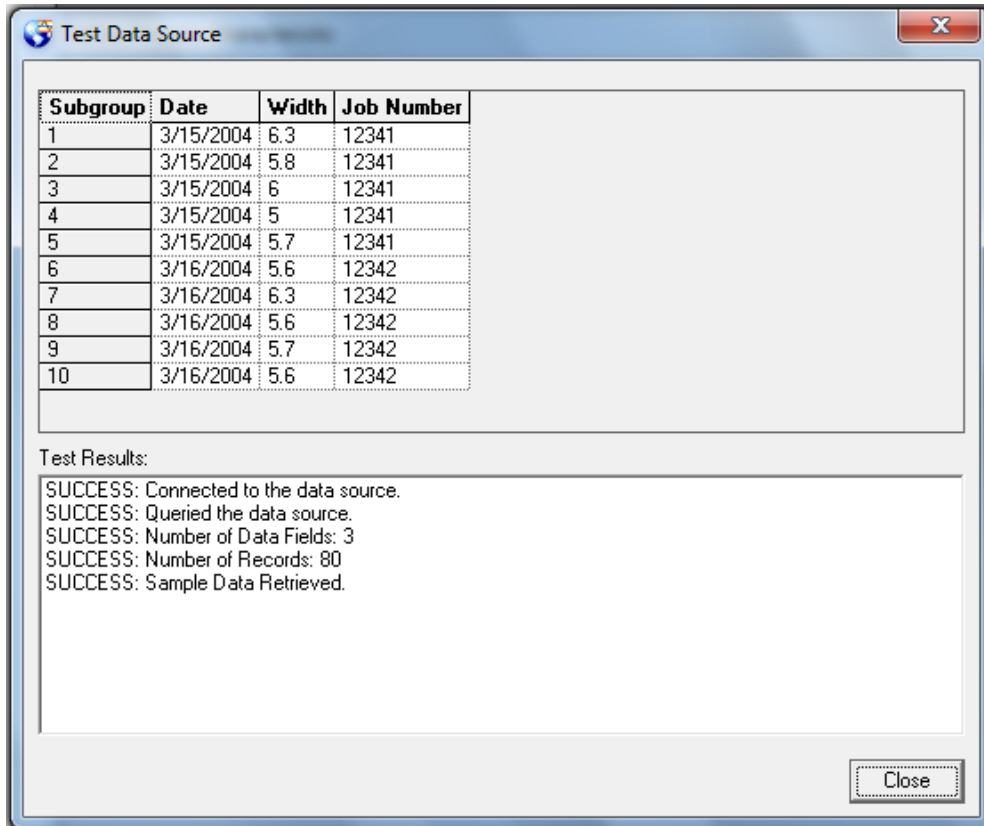 Test Data Source
Subgroup Date Width Job Number
1 3/15/2004 6.3 12341
2 3/15/2004 5.8 12341
3 3/15/2004 6 12341
4 3/15/2004 5 12341
5 3/15/2004 5.7 12341
6 3/16/2004 5.6 12342
7 3/16/2004 6.3 12342
8 3/16/2004 5.6 12342
9 3/16/2004 5.7 12342
10 3/16/2004 5.6 12342
Test Results:
SUCCESS: Connected to the data source.
SUCCESS: Queried the data source.
SUCCESS: Number of Data Fields: 3
SUCCESS: Number of Records: 80
SUCCESS: Sample Data Retrieved.
Close